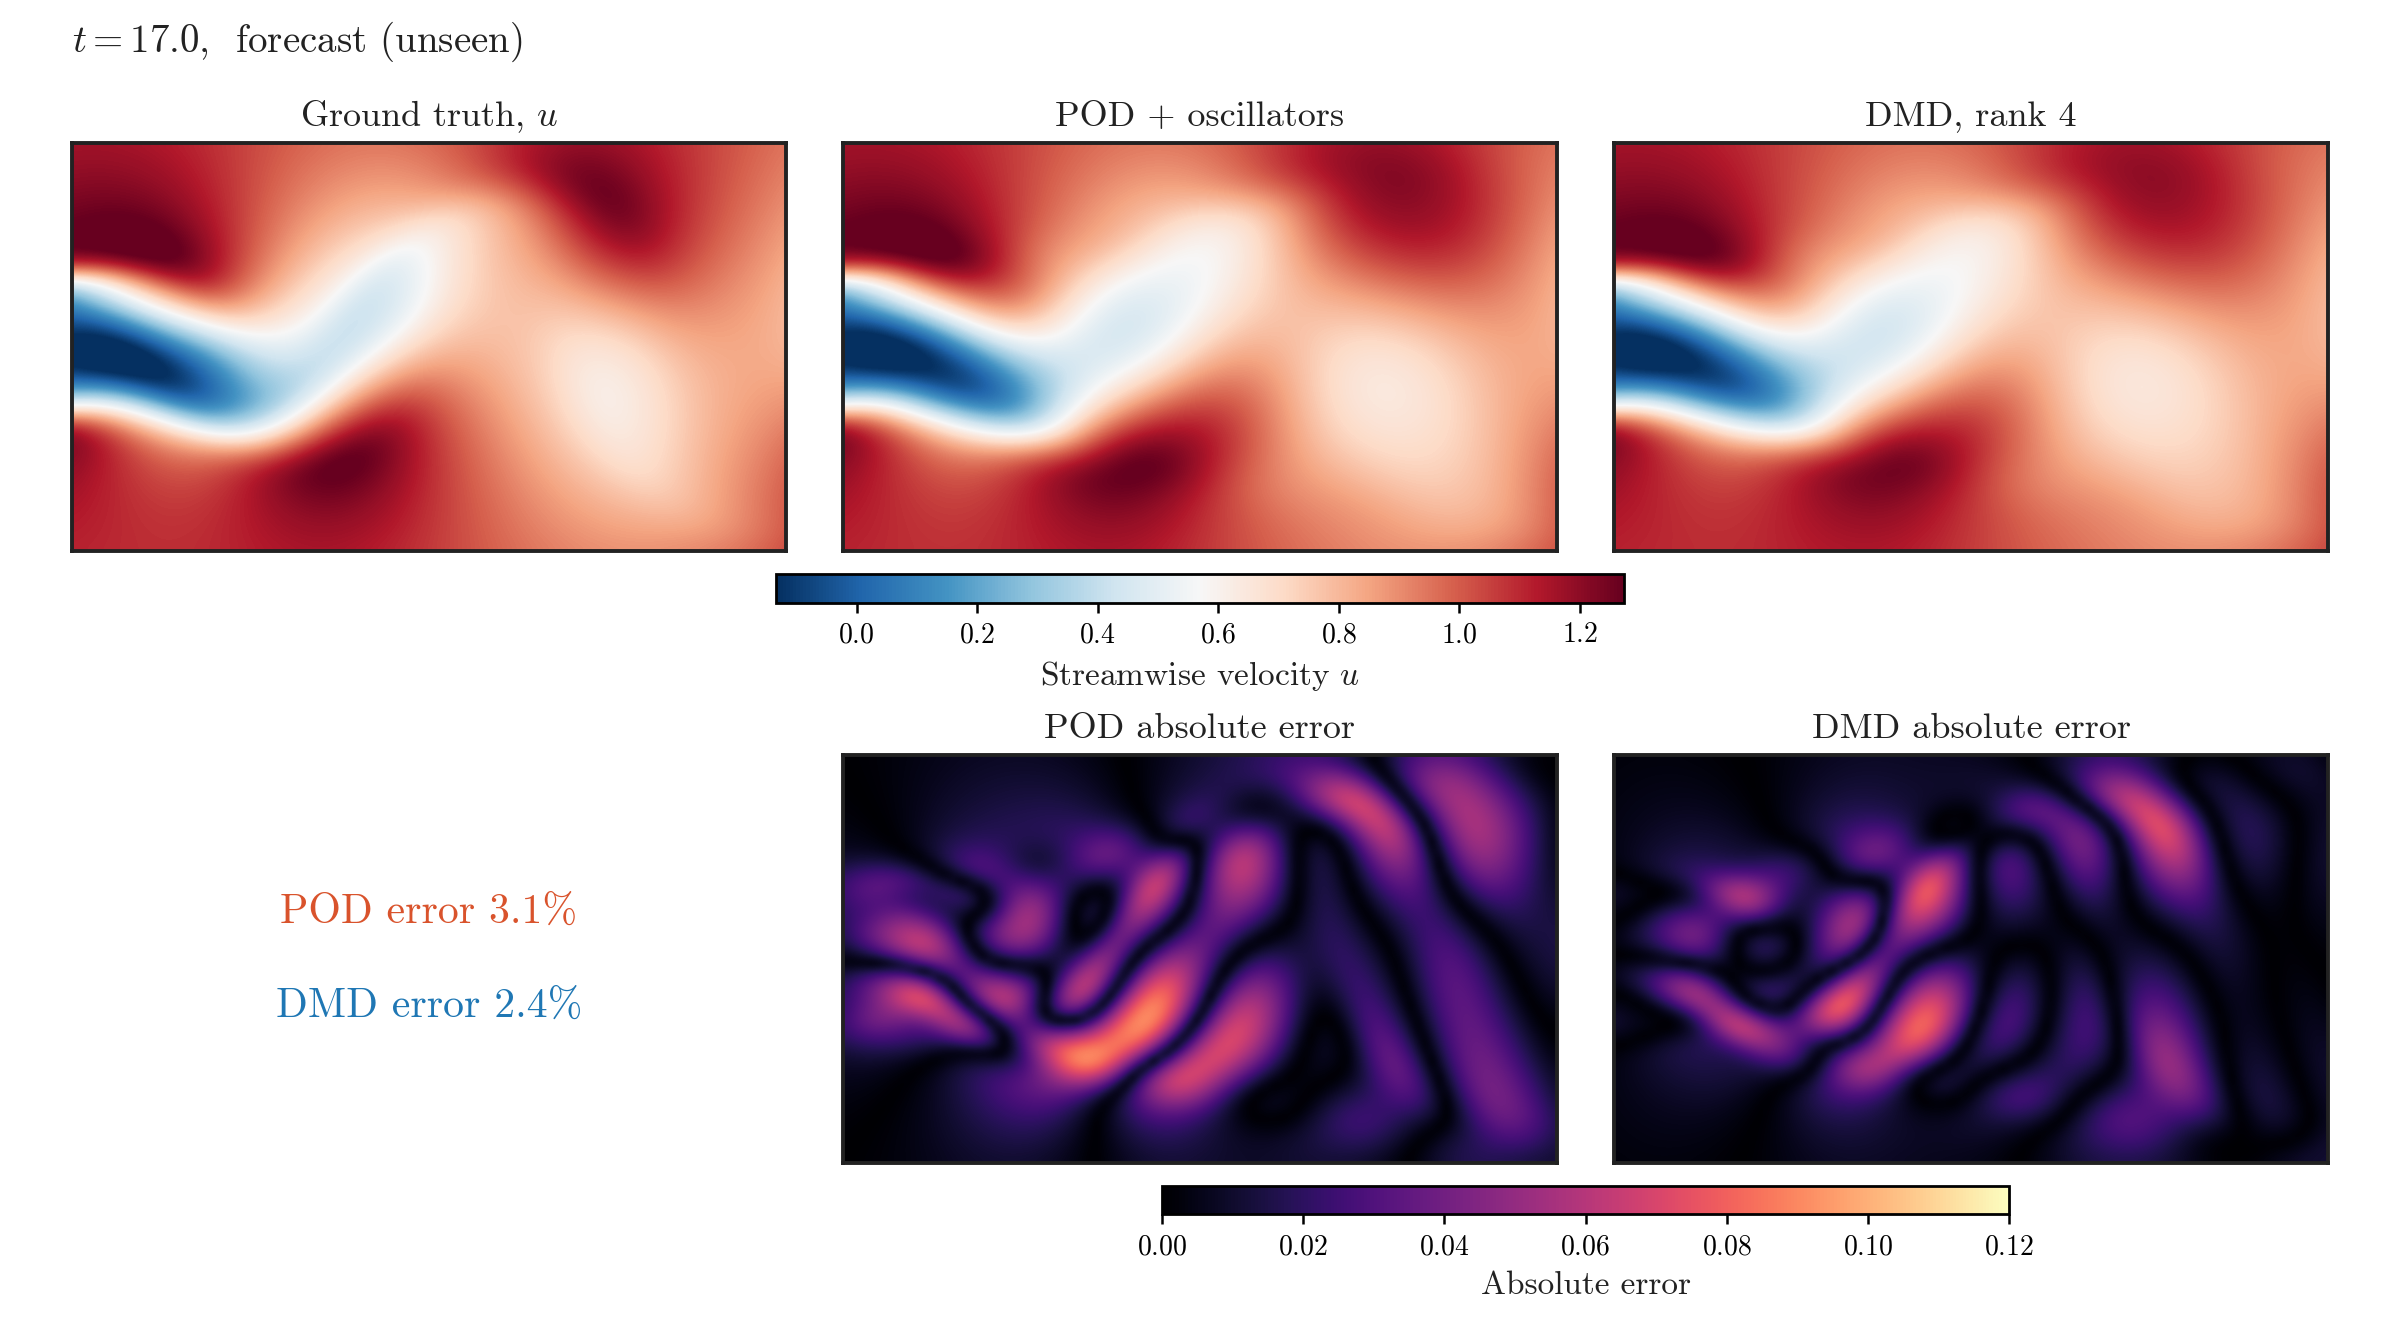 t = 17.0, forecast (unseen)
Ground truth, u
POD + oscillators
DMD, rank 4
0.0 0.2 0.4 0.6 0.8 1.0 1.2
Streamwise velocity u
POD absolute error
DMD absolute error
POD error 3.1%
DMD error 2.4%
0.00 0.02 0.04 0.06 0.08 0.10 0.12
Absolute error